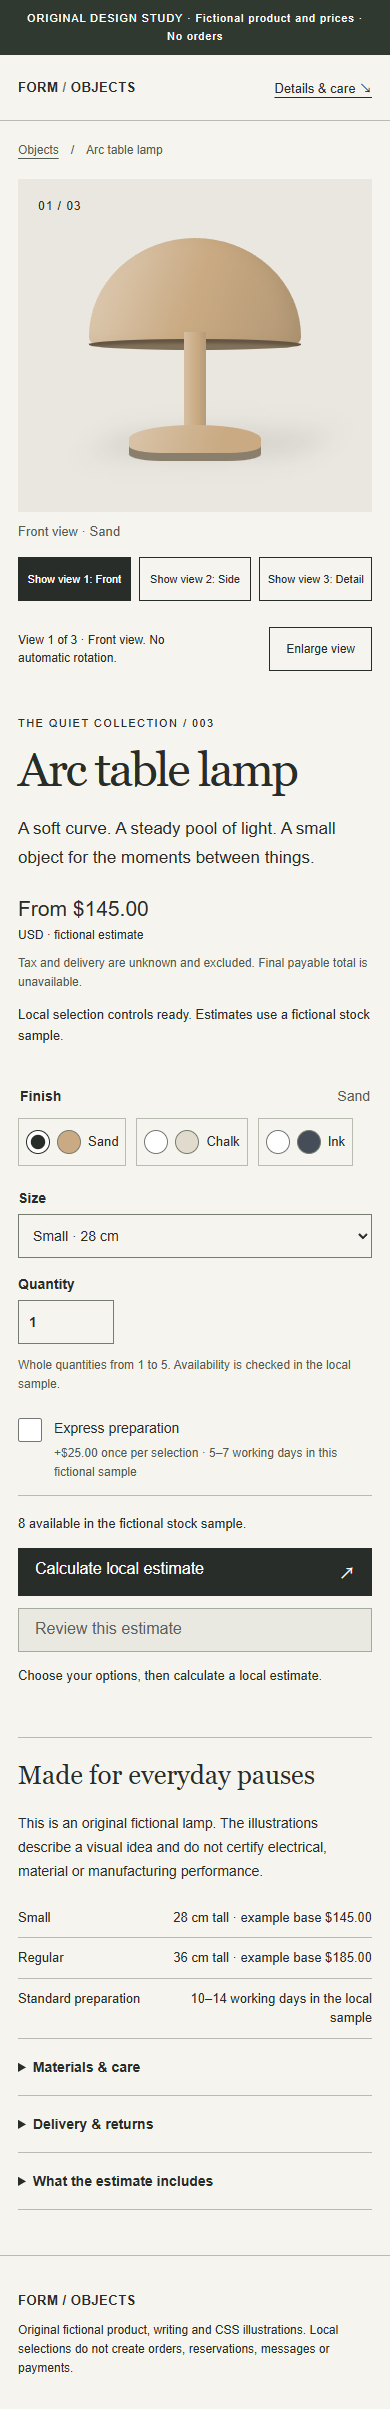 ORIGINAL DESIGN STUDY · Fictional product and prices ·
No orders
FORM / OBJECTS
Details & care ↘
Objects / Arc table lamp
01 / 03
Front view · Sand
Show view 1: Front
Show view 2: Side
Show view 3: Detail
View 1 of 3 · Front view. No
automatic rotation.
Enlarge view
THE QUIET COLLECTION / 003
Arc table lamp
A soft curve. A steady pool of light. A small
object for the moments between things.
From $145.00
USD · fictional estimate
Tax and delivery are unknown and excluded. Final payable total is
unavailable.
Local selection controls ready. Estimates use a fictional stock
sample.
Finish
Sand
Sand
Chalk
Ink
Size
Small · 28 cm
Quantity
1
Whole quantities from 1 to 5. Availability is checked in the local
sample.
Express preparation
+$25.00 once per selection · 5–7 working days in this
fictional sample
8 available in the fictional stock sample.
Calculate local estimate ↗
Review this estimate
Choose your options, then calculate a local estimate.
Made for everyday pauses
This is an original fictional lamp. The illustrations
describe a visual idea and do not certify electrical,
material or manufacturing performance.
Small
28 cm tall · example base $145.00
Regular
36 cm tall · example base $185.00
Standard preparation
10–14 working days in the local
sample
Materials & care
Delivery & returns
What the estimate includes
FORM / OBJECTS
Original fictional product, writing and CSS illustrations. Local
selections do not create orders, reservations, messages or
payments.